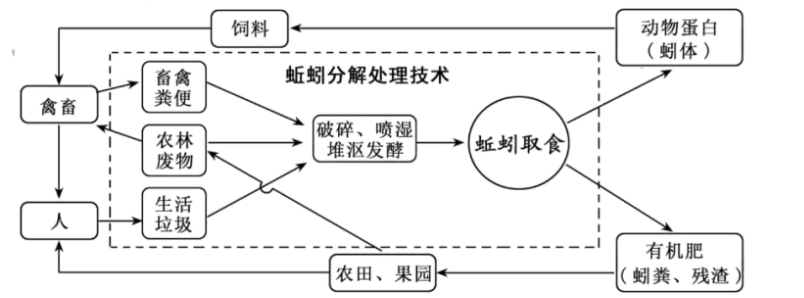 饲料
动物蛋白
（蚓体）
蚯蚓分解处理技术
畜禽
粪便
禽畜
农林
废物
破碎、喷湿
堆沤发酵
蚯蚓取食
生活
垃圾
人
有机肥
（蚓粪、残渣）
农田、果园